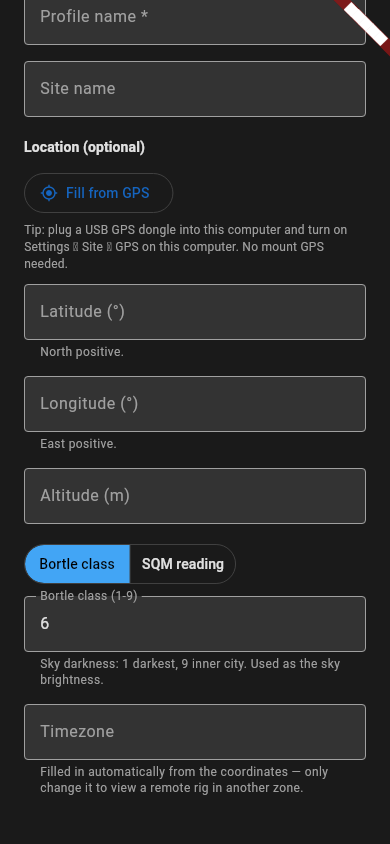 Profile name *
Site name
Location (optional)
Fill from GPS
Tip: plug a USB GPS dongle into this computer and turn on
Settings ▯ Site ▯ GPS on this computer. No mount GPS
needed.
Latitude (°)
North positive.
Longitude (°)
East positive.
Altitude (m)
Bortle class SQM reading
Bortle class (1-9)
6
Sky darkness: 1 darkest, 9 inner city. Used as the sky
brightness.
Timezone
Filled in automatically from the coordinates — only
change it to view a remote rig in another zone.